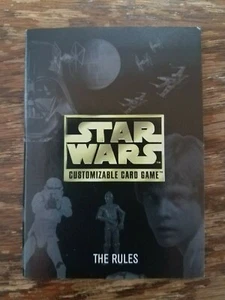 STAR
WARS
CUSTOMIZABLE CARD GAME™
THE RULES